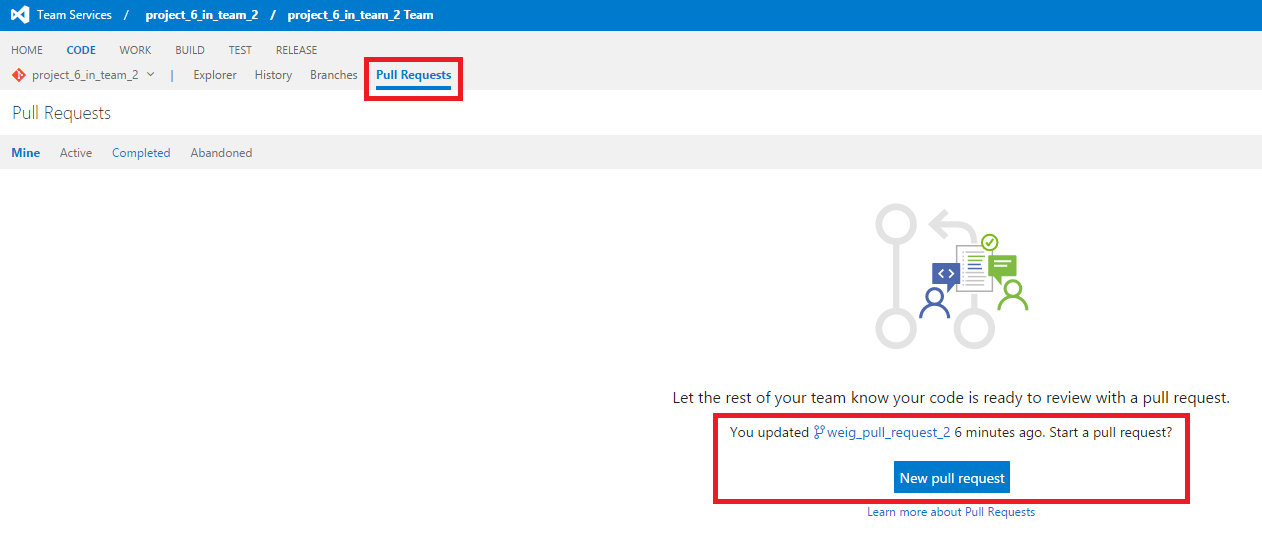 Team Services / project_6_in_team_2 / project_6_in_team_2 Team
HOME CODE WORK BUILD TEST RELEASE
project_6_in_team_2 | Explorer History Branches Pull Requests
Pull Requests
Mine Active Completed Abandoned
Let the rest of your team know your code is ready to review with a pull request.
You updated weig_pull_request_2 6 minutes ago. Start a pull request?
New pull request
Learn more about Pull Requests